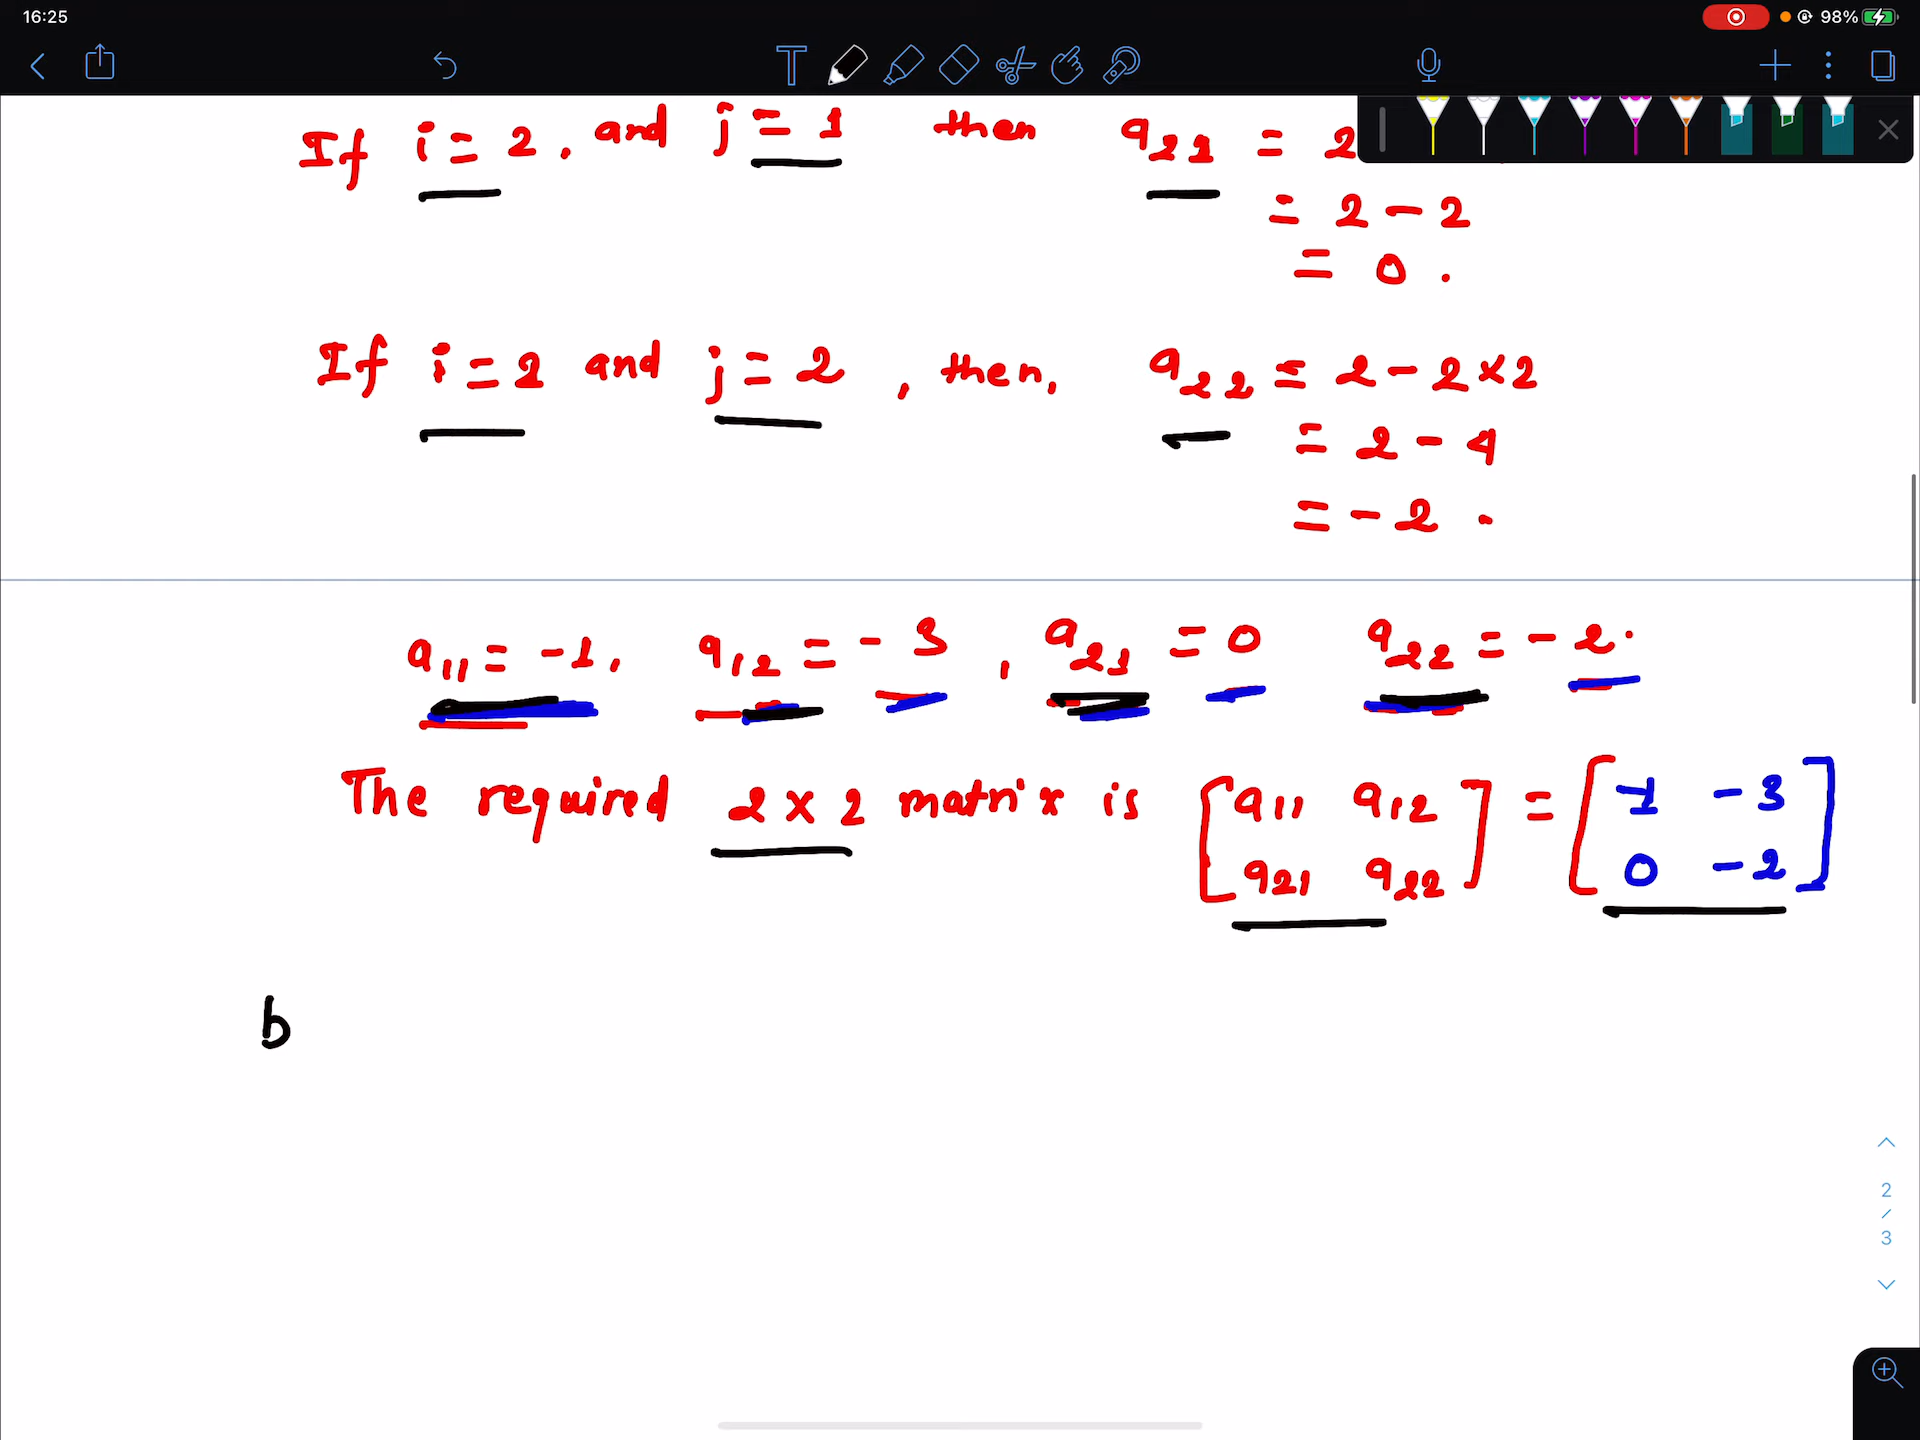 16:25
98%
If i = 2, and j = 1 then a21 = 2
= 2 - 2
= 0.
If i = 2 and j = 2, then, a22 = 2 - 2×2
= 2 - 4
= -2.
a11 = -1, a12 = -3, a21 = 0 a22 = -2.
The required 2×2 matrix is [a11 a12 = [-1 -3]
a21 a22] 0 -2]
b
2
/
3